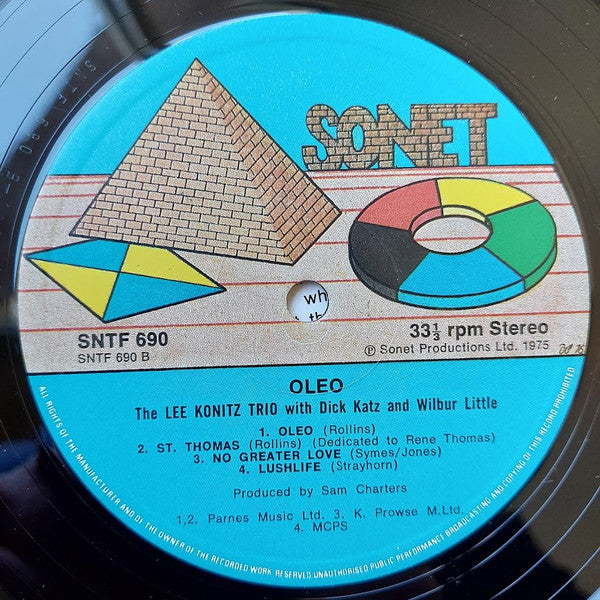 SONET
SNTF 690
SNTF 690 B
33⅓ rpm Stereo
℗ Sonet Productions Ltd. 1975
OLEO
The LEE KONITZ TRIO with Dick Katz and Wilbur Little
1. OLEO (Rollins)
2. ST. THOMAS (Rollins) (Dedicated to Rene Thomas)
3. NO GREATER LOVE (Symes/Jones)
4. LUSHLIFE (Strayhorn)
Produced by Sam Charters
1,2. Parnes Music Ltd. 3. K. Prowse M.Ltd.
4. MCPS
ALL RIGHTS OF THE MANUFACTURER AND OF THE OWNER OF THE RECORDED WORK RESERVED. UNAUTHORISED PUBLIC PERFORMANCE BROADCASTING AND COPYING OF THIS RECORD PROHIBITED
wh